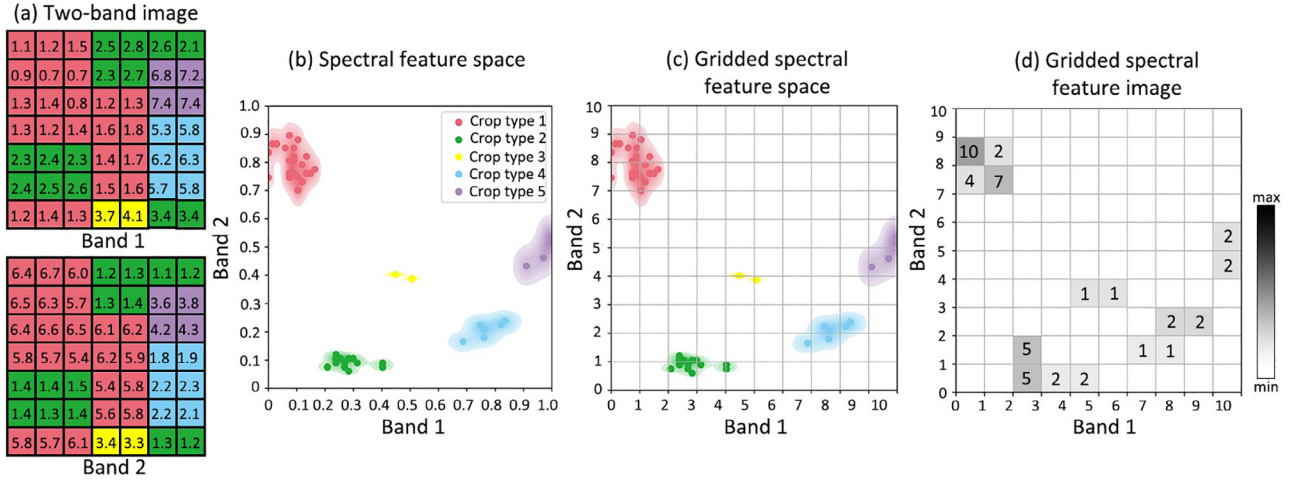 (a) Two-band image
1.1 1.2 1.5 2.5 2.8 2.6 2.1
0.9 0.7 0.7 2.3 2.7 6.8 7.2.
1.3 1.4 0.8 1.2 1.3 7.4 7.4
1.3 1.2 1.4 1.6 1.8 5.3 5.8
2.3 2.4 2.3 1.4 1.7 6.2 6.3
2.4 2.5 2.6 1.5 1.6 5.7 5.8
1.2 1.4 1.3 3.7 4.1 3.4 3.4
Band 1
6.4 6.7 6.0 1.2 1.3 1.1 1.2
6.5 6.3 5.7 1.3 1.4 3.6 3.8
6.4 6.6 6.5 6.1 6.2 4.2 4.3
5.8 5.7 5.4 6.2 5.9 1.8 1.9
1.4 1.4 1.5 5.4 5.8 2.2 2.3
1.4 1.3 1.4 5.6 5.8 2.2 2.1
5.8 5.7 6.1 3.4 3.3 1.3 1.2
Band 2
(b) Spectral feature space
1.0
0.9
0.8
0.7
0.6
0.5
0.4
0.3
0.2
0.1
0
Band 2
Crop type 1
Crop type 2
Crop type 3
Crop type 4
Crop type 5
0 0.1 0.2 0.3 0.4 0.5 0.6 0.7 0.8 0.9 1.0
Band 1
(c) Gridded spectral
feature space
10
9
8
7
6
5
4
3
2
1
0
Band 2
0 1 2 3 4 5 6 7 8 9 10
Band 1
(d) Gridded spectral
feature image
10
9
8
7
6
5
4
3
2
1
0
Band 2
10 2
4 7
2
2
1 1
2 2
5 1 1
5 2 2
0 1 2 3 4 5 6 7 8 9 10
Band 1
max
min